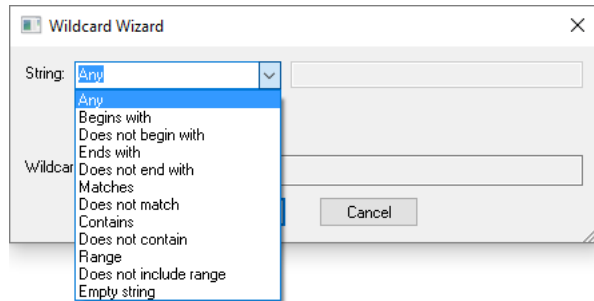 Wildcard Wizard
String: Any
Any
Begins with
Does not begin with
Ends with
Does not end with
Wildcar
Matches
Does not match
Contains
Cancel
Does not contain
Range
Does not include range
Empty string